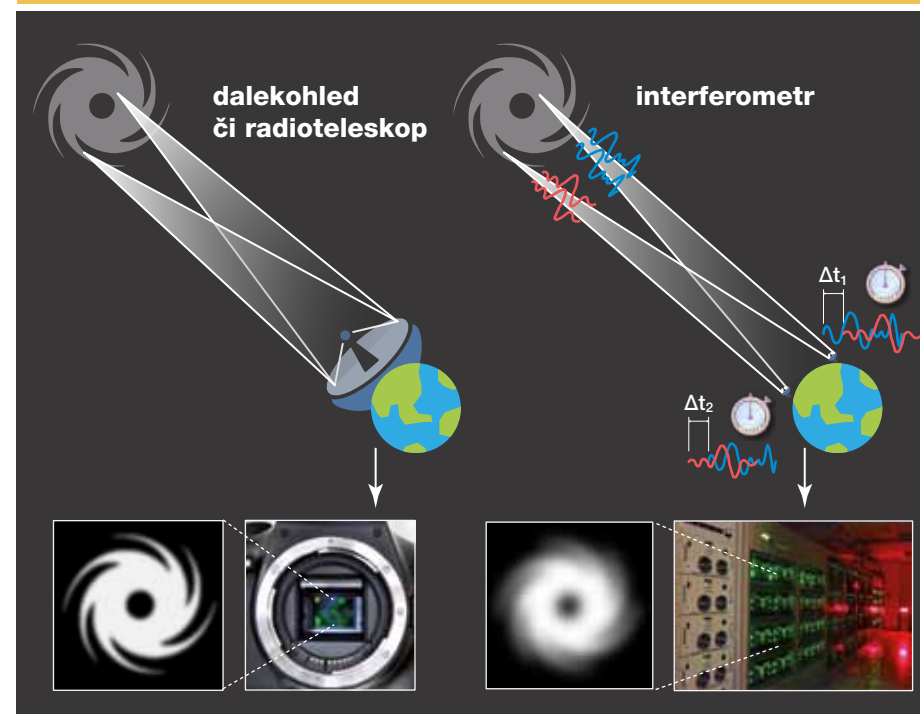 dalekohled
či radioteleskop
interferometr
Δt₁
Δt₂